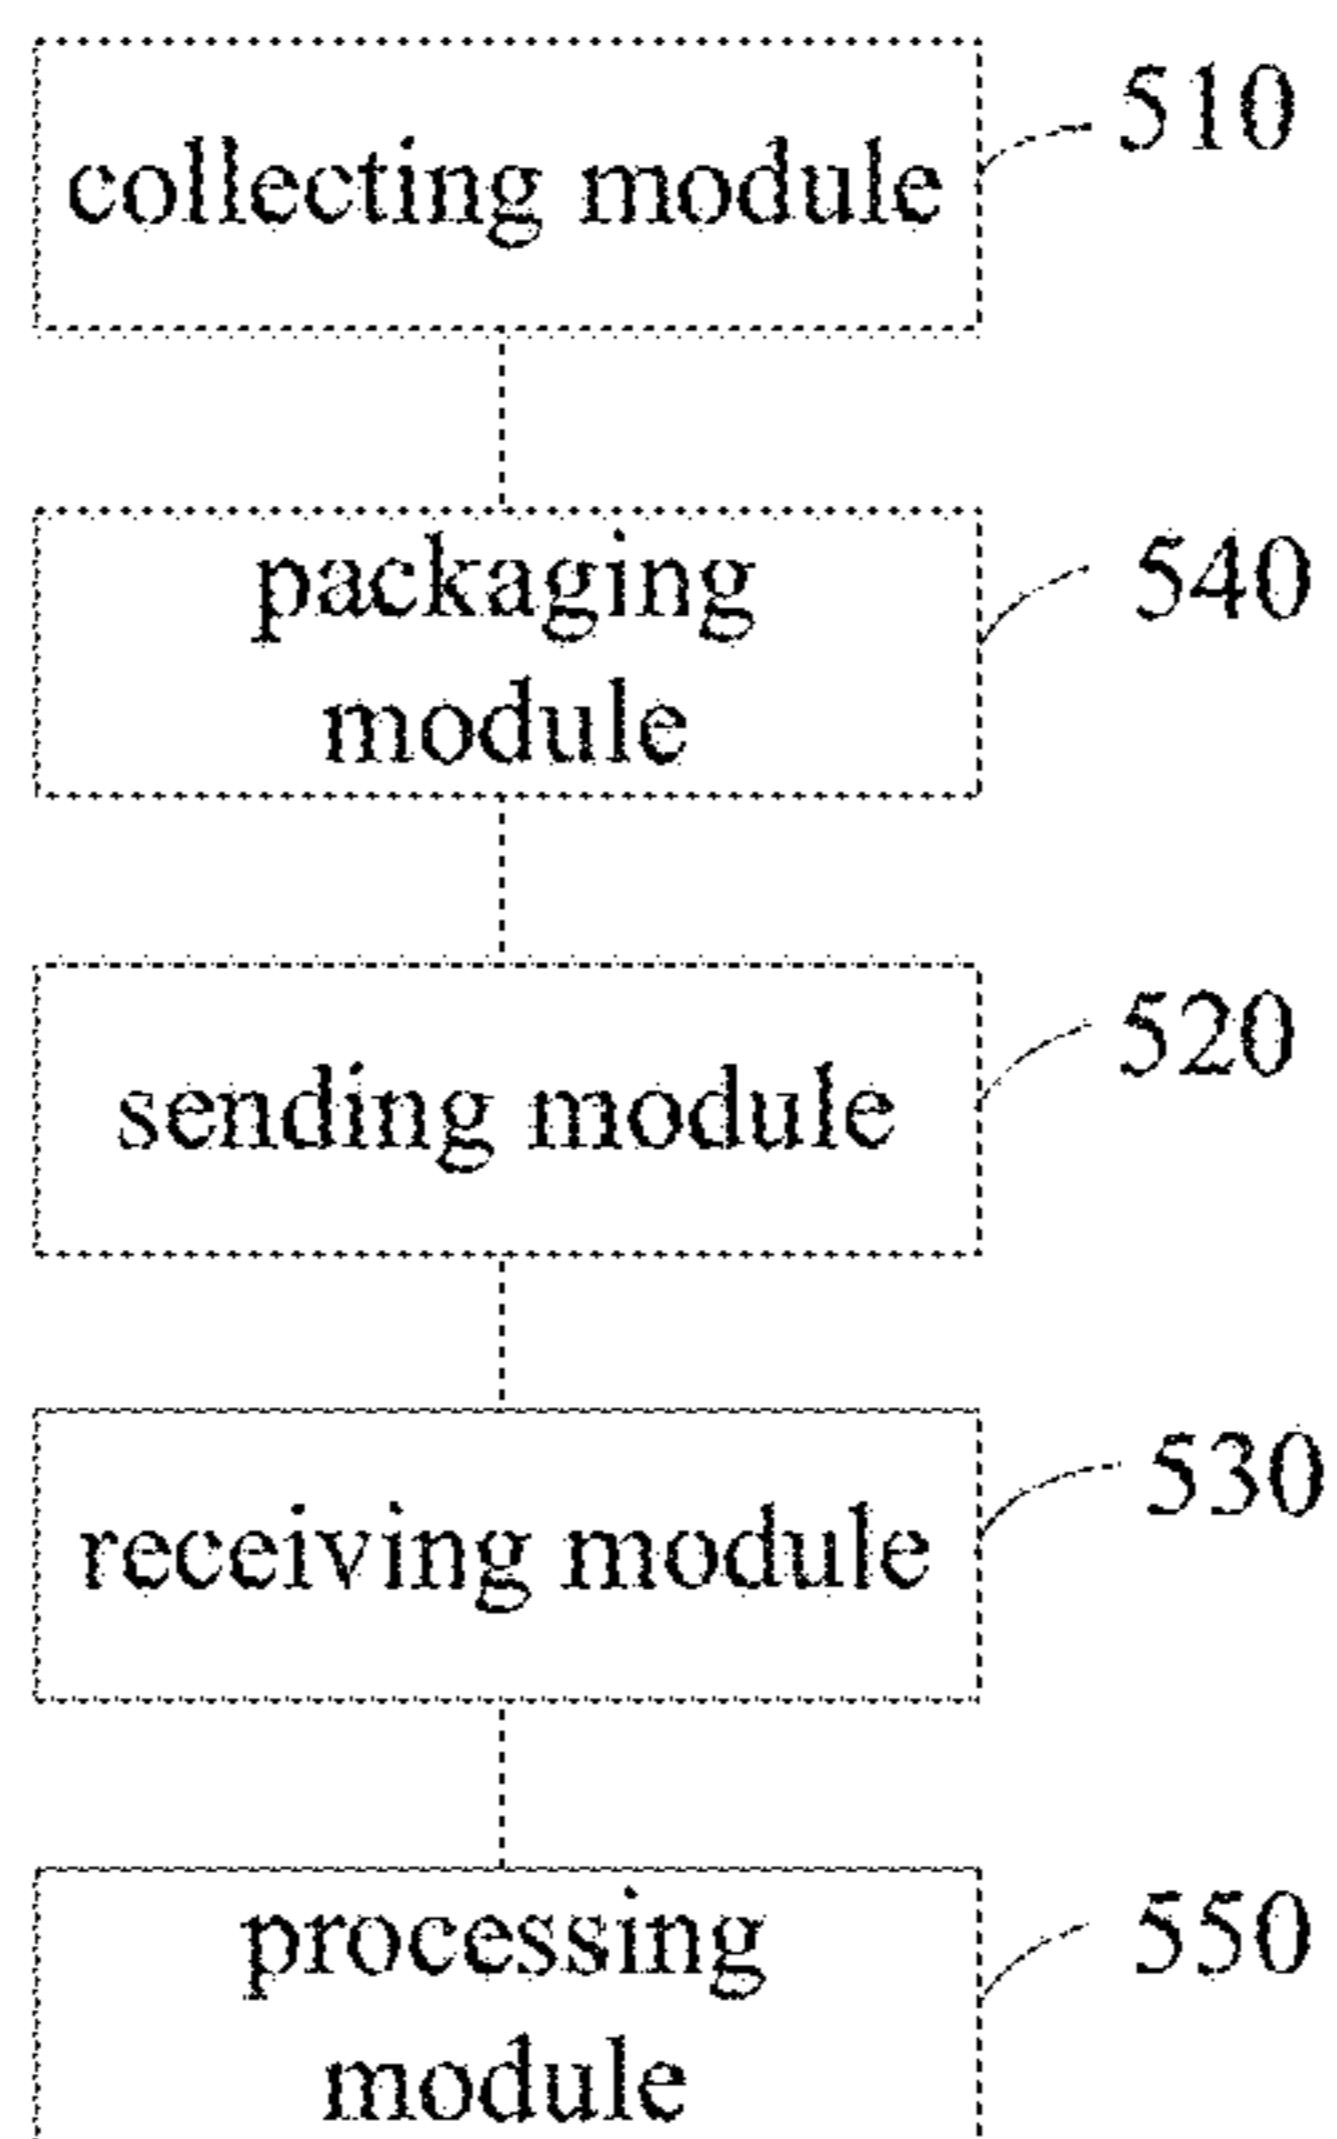 510
collecting module
540
packaging
module
520
sending module
530
receiving module
550
processing
module